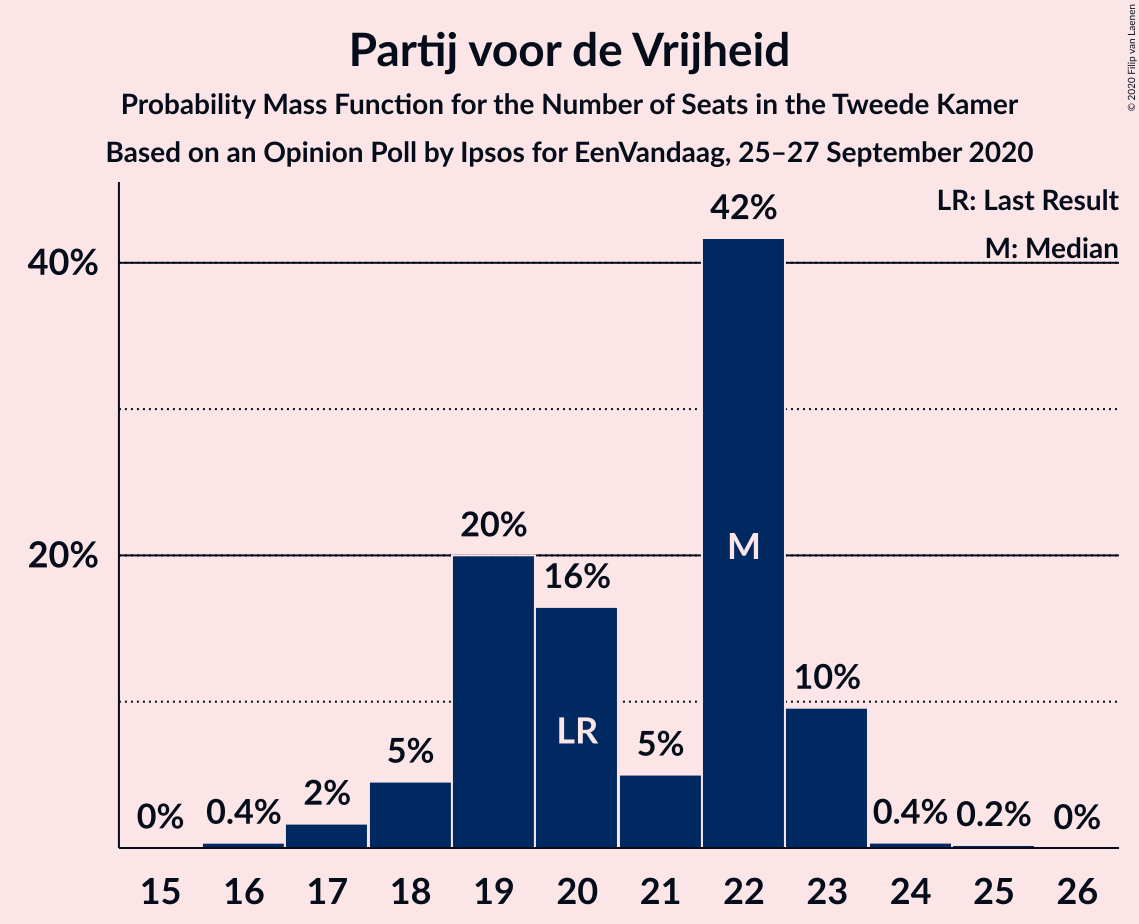 Partij voor de Vrijheid
Probability Mass Function for the Number of Seats in the Tweede Kamer
Based on an Opinion Poll by Ipsos for EenVandaag, 25–27 September 2020
© 2020 Filip van Laenen
LR: Last Result
M: Median
40%
20%
0%
0.4%
2%
5%
20%
16%
LR
5%
42%
M
10%
0.4%
0.2%
0%
15 16 17 18 19 20 21 22 23 24 25 26